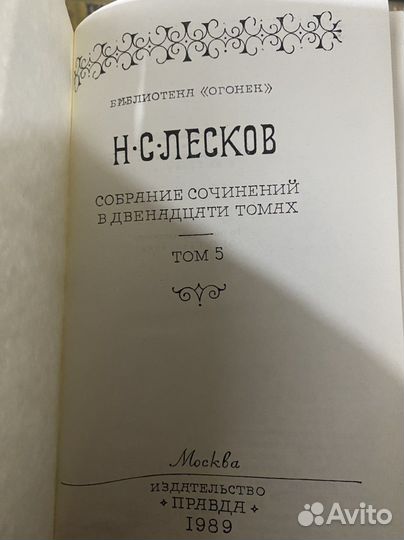 БИБЛИОТЕКА «ОГОНЕК»
Н·С·ЛЕСКОВ
СОБРАНИЕ СОЧИНЕНИЙ
В ДВЕНАДЦАТИ ТОМАХ
ТОМ 5
Москва
ИЗДАТЕЛЬСТВО
ПРАВДА
1989
Avito